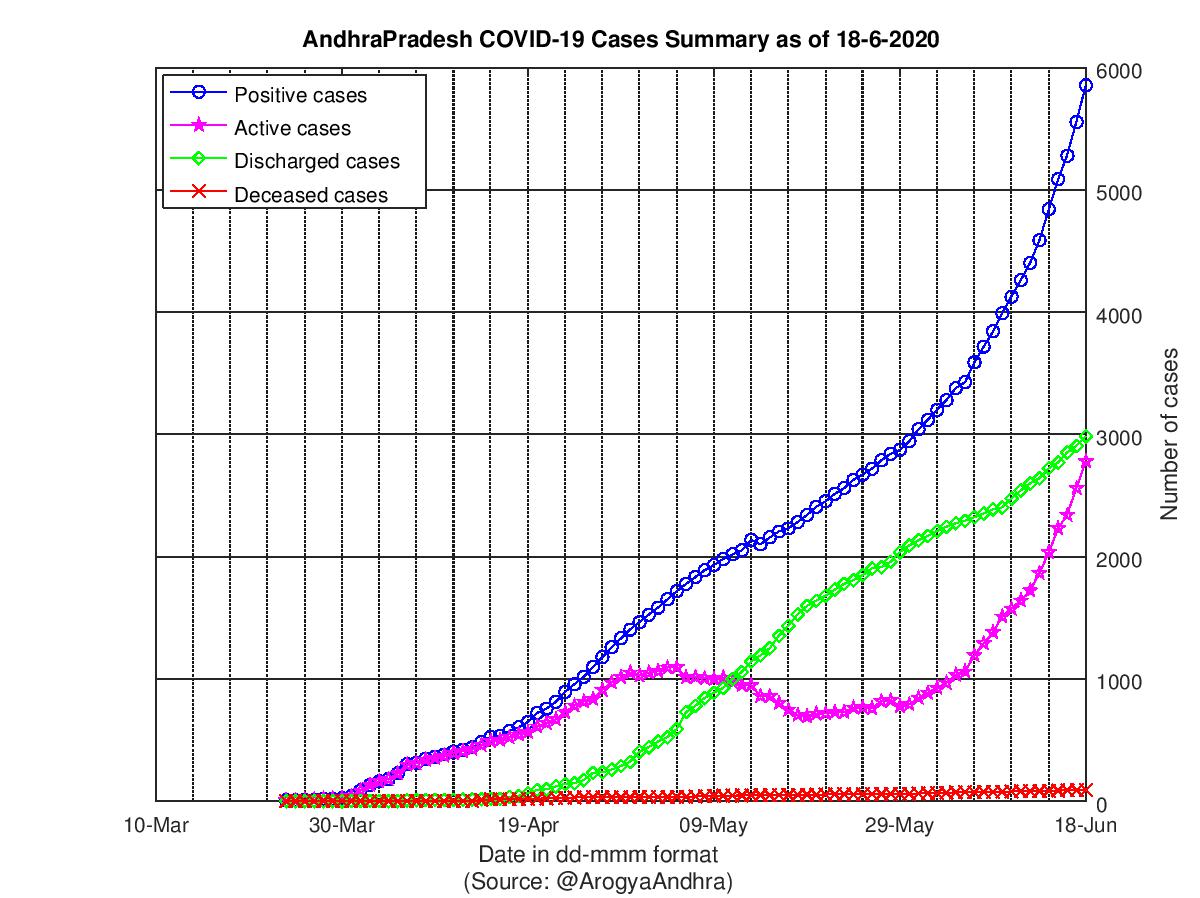 AndhraPradesh COVID-19 Cases Summary as of 18-6-2020
Positive cases
Active cases
Discharged cases
Deceased cases
6000
5000
4000
3000
2000
1000
0
Number of cases
10-Mar
30-Mar
19-Apr
09-May
29-May
18-Jun
Date in dd-mmm format
(Source: @ArogyaAndhra)